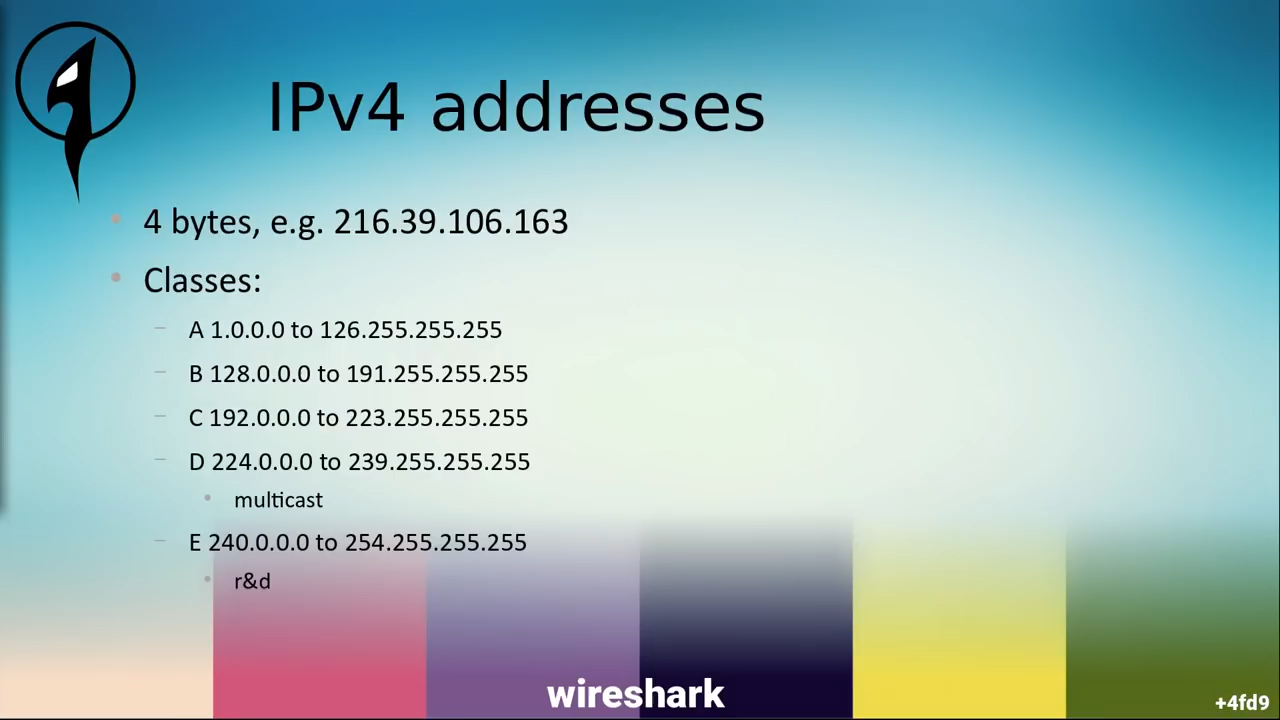 IPv4 addresses
4 bytes, e.g. 216.39.106.163
Classes:
A 1.0.0.0 to 126.255.255.255
B 128.0.0.0 to 191.255.255.255
C 192.0.0.0 to 223.255.255.255
D 224.0.0.0 to 239.255.255.255
multicast
E 240.0.0.0 to 254.255.255.255
r&d
wireshark
+4fd9